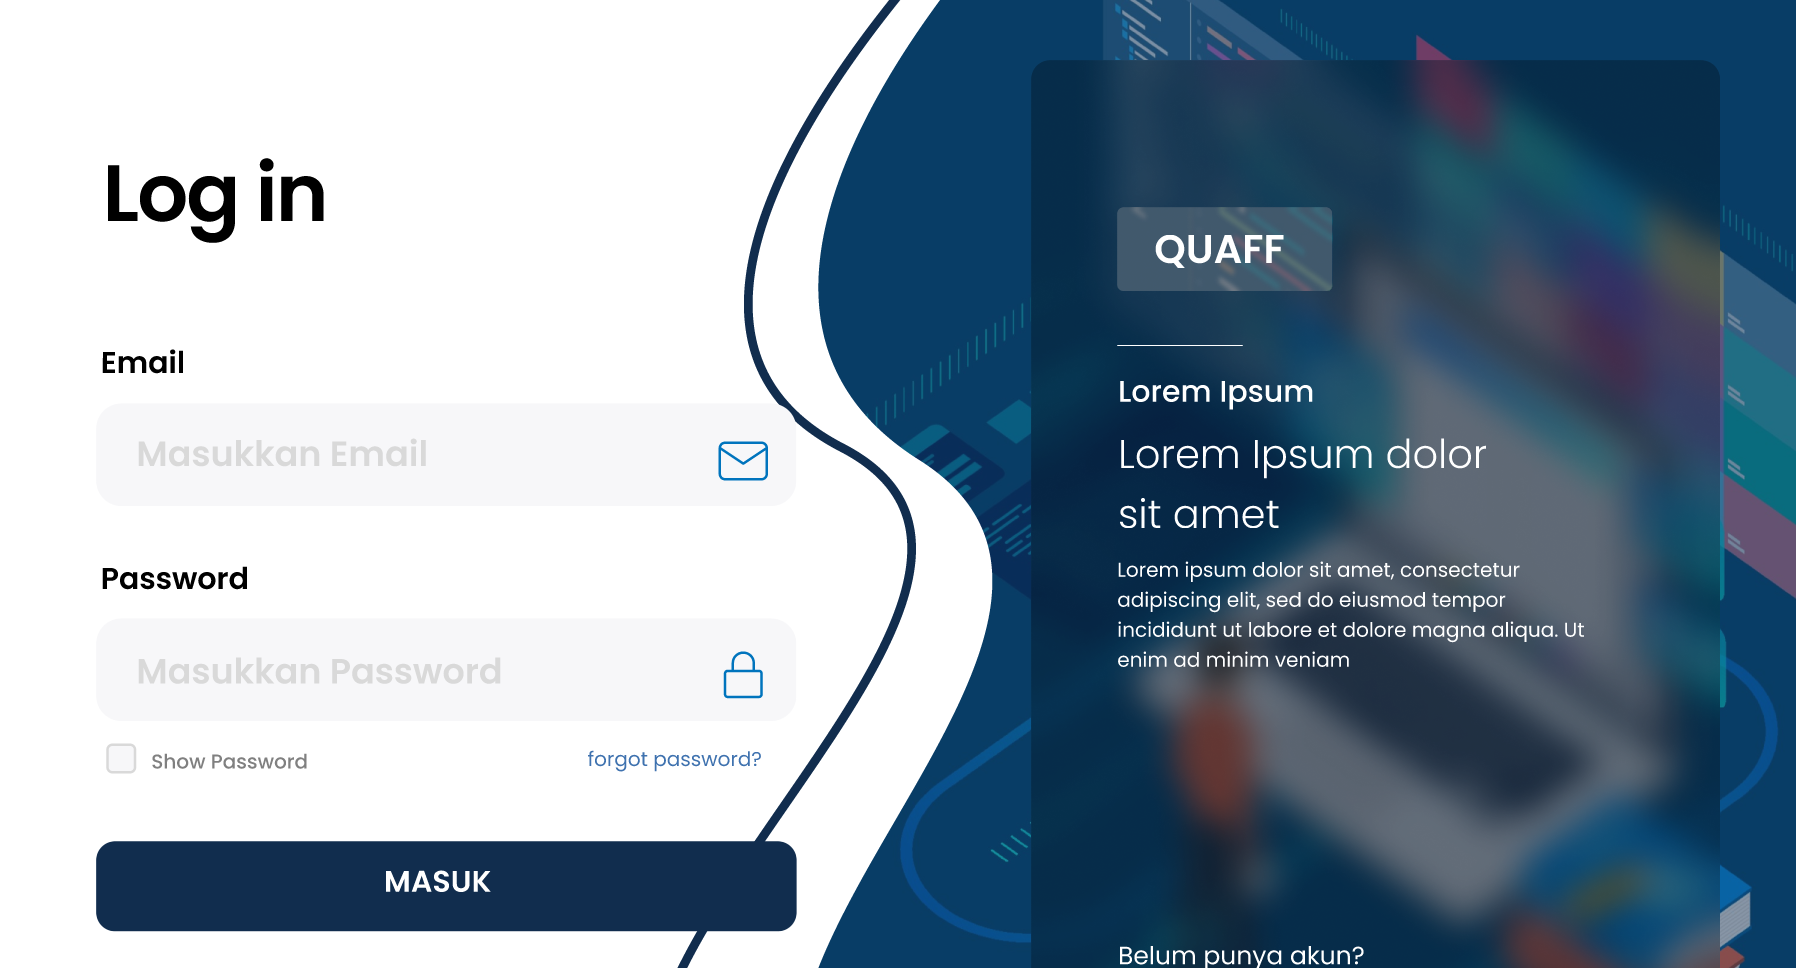 Log in
Email
Masukkan Email
Password
Masukkan Password
Show Password
forgot password?
MASUK
QUAFF
Lorem Ipsum
Lorem Ipsum dolor
sit amet
Lorem ipsum dolor sit amet, consectetur
adipiscing elit, sed do eiusmod tempor
incididunt ut labore et dolore magna aliqua. Ut
enim ad minim veniam
Belum punya akun?